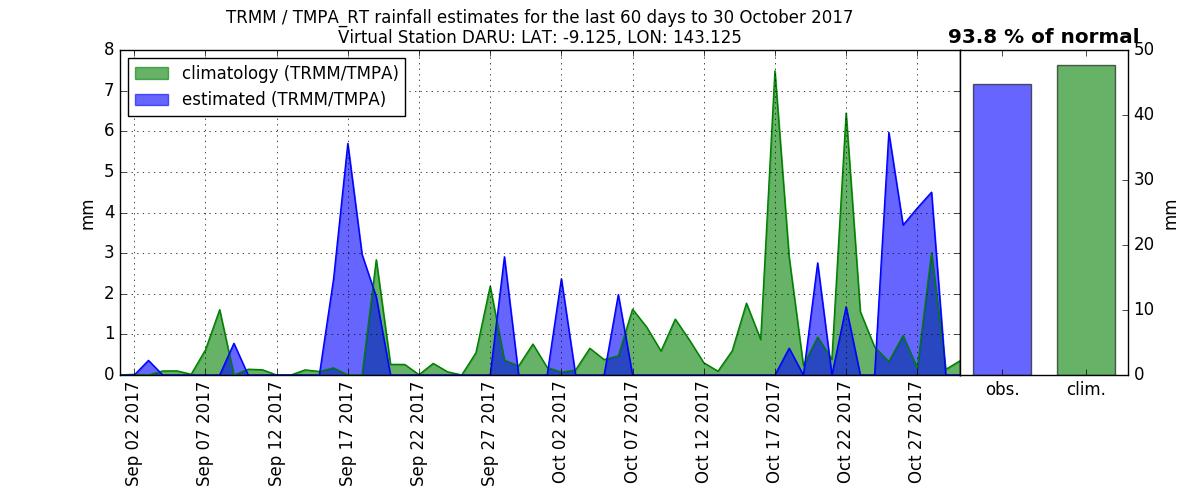 TRMM / TMPA_RT rainfall estimates for the last 60 days to 30 October 2017
Virtual Station DARU: LAT: -9.125, LON: 143.125
93.8 % of normal
climatology (TRMM/TMPA)
estimated (TRMM/TMPA)
8
7
6
5
4
3
2
1
0
mm
50
40
30
20
10
0
mm
Sep 02 2017
Sep 07 2017
Sep 12 2017
Sep 17 2017
Sep 22 2017
Sep 27 2017
Oct 02 2017
Oct 07 2017
Oct 12 2017
Oct 17 2017
Oct 22 2017
Oct 27 2017
obs.
clim.